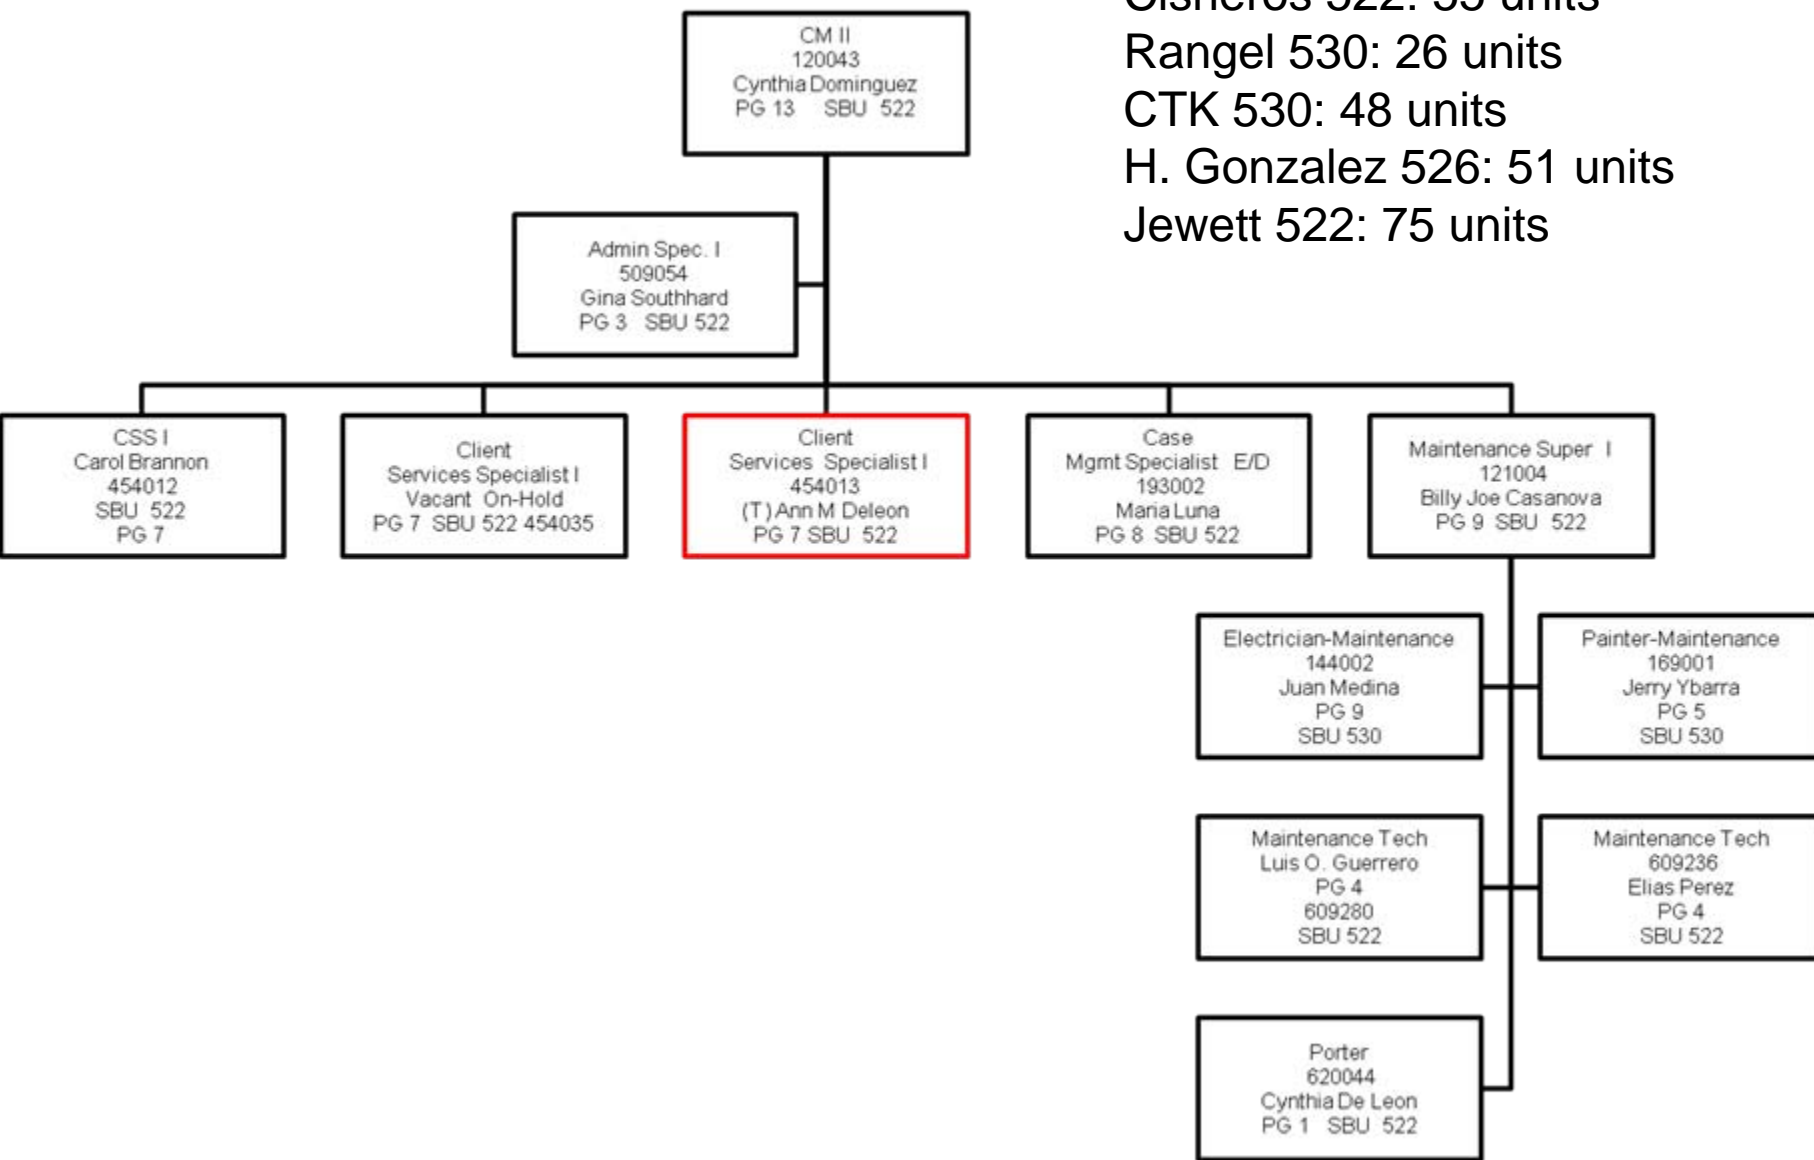 CM II
120043
Cynthia Dominguez
PG 13 SBU 522
Cisneros 522: units
Rangel 530: 26 units
CTK 530: 48 units
H. Gonzalez 526: 51 units
Jewett 522: 75 units
Admin Spec. I
509054
Gina Southhard
PG 3 SBU 522
CSS I
Carol Brannon
454012
SBU 522
PG 7
Client
Services Specialist I
Vacant On-Hold
PG 7 SBU 522 454035
Client
Services Specialist I
454013
(T) Ann M Deleon
PG 7 SBU 522
Case
Mgmt Specialist E/D
193002
Maria Luna
PG 8 SBU 522
Maintenance Super I
121004
Billy Joe Casanova
PG 9 SBU 522
Electrician-Maintenance
144002
Juan Medina
PG 9
SBU 530
Painter-Maintenance
169001
Jerry Ybarra
PG 5
SBU 530
Maintenance Tech
Luis O. Guerrero
PG 4
609280
SBU 522
Maintenance Tech
609236
Elias Perez
PG 4
SBU 522
Porter
620044
Cynthia De Leon
PG 1 SBU 522